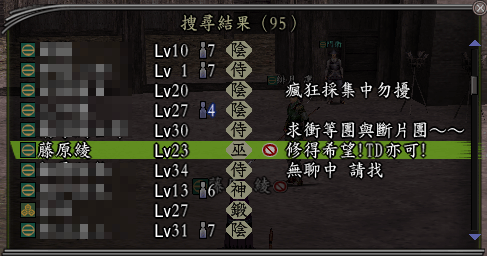 搜尋結果 (95)
Lv10 7 陰
Lv 1 7 侍
Lv20 陰 瘋狂採集中勿擾
Lv27 4 陰
Lv30 侍 求衝等團與斷片團～～
藤原綾 Lv23 巫 修得希望!TD亦可!
Lv34 侍 無聊中 請找
Lv13 6 神
Lv27 鍛
Lv31 7 陰